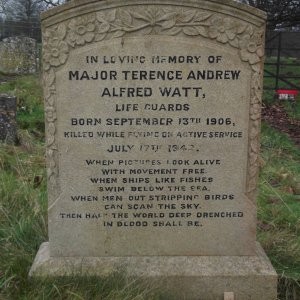 IN LOVING MEMORY OF
MAJOR TERENCE ANDREW
ALFRED WATT,
LIFE GUARDS
BORN SEPTEMBER 13TH 1906,
KILLED WHILE FLYING ON ACTIVE SERVICE
JULY 17TH 1942.
WHEN PICTURES LOOK ALIVE
WITH MOVEMENT FREE
WHEN SHIPS LIKE FISHES
SWIM BELOW THE SEA,
WHEN MEN OUT STRIPPING BIRDS
CAN SCAN THE SKY.
THEN HALF THE WORLD DEEP DRENCHED
IN BLOOD SHALL BE.